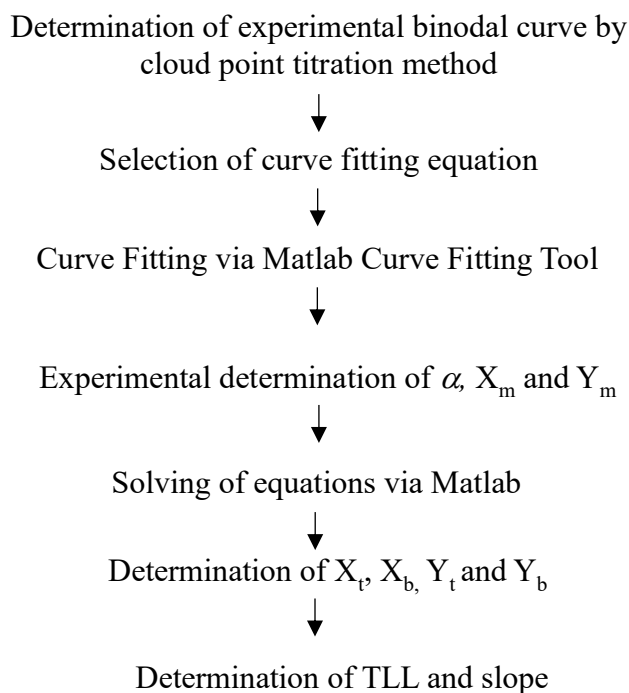 Determination of experimental binodal curve by
cloud point titration method
Selection of curve fitting equation
Curve Fitting via Matlab Curve Fitting Tool
Experimental determination of α, Xₘ and Yₘ
Solving of equations via Matlab
Determination of Xₜ, X_b, Yₜ and Y_b
Determination of TLL and slope